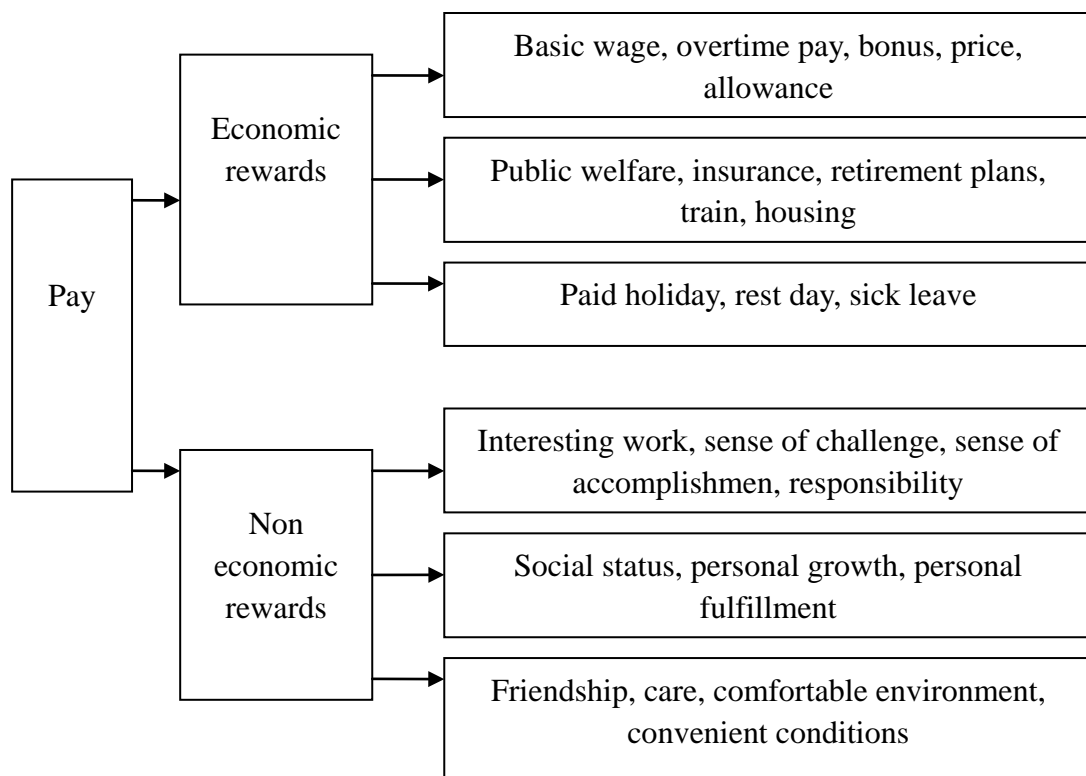 Pay
Economic
rewards
Basic wage, overtime pay, bonus, price,
allowance
Public welfare, insurance, retirement plans,
train, housing
Paid holiday, rest day, sick leave
Non
economic
rewards
Interesting work, sense of challenge, sense of
accomplishmen, responsibility
Social status, personal growth, personal
fulfillment
Friendship, care, comfortable environment,
convenient conditions